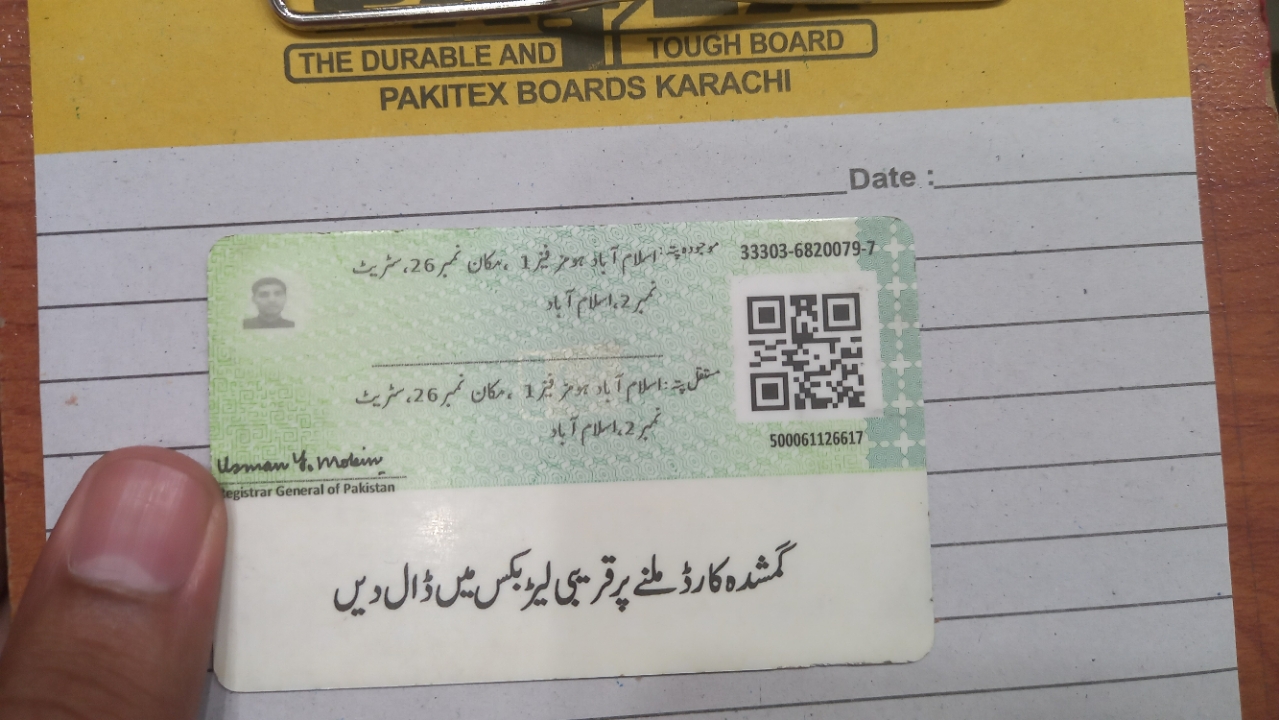 THE DURABLE AND TOUGH BOARD
PAKITEX BOARDS KARACHI
Date :
33303-6820079-7
موجودہ پتہ: اسلام آباد ہومز فیز 1 ، مکان نمبر 26، سٹریٹ
نمبر 2، اسلام آباد
مستقل پتہ: اسلام آباد ہومز فیز 1 ، مکان نمبر 26، سٹریٹ
نمبر 2، اسلام آباد
500061126617
Usman Y. Mobin
Registrar General of Pakistan
گمشدہ کارڈ ملنے پر قریبی لیٹر بکس میں ڈال دیں